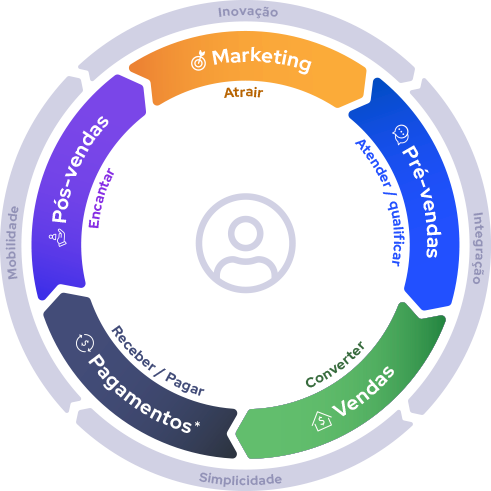 Inovação
Marketing
Atrair
Pré-vendas
Atender / qualificar
Integração
Vendas
Converter
Simplicidade
Pagamentos*
Receber / Pagar
Mobilidade
Pós-vendas
Encantar